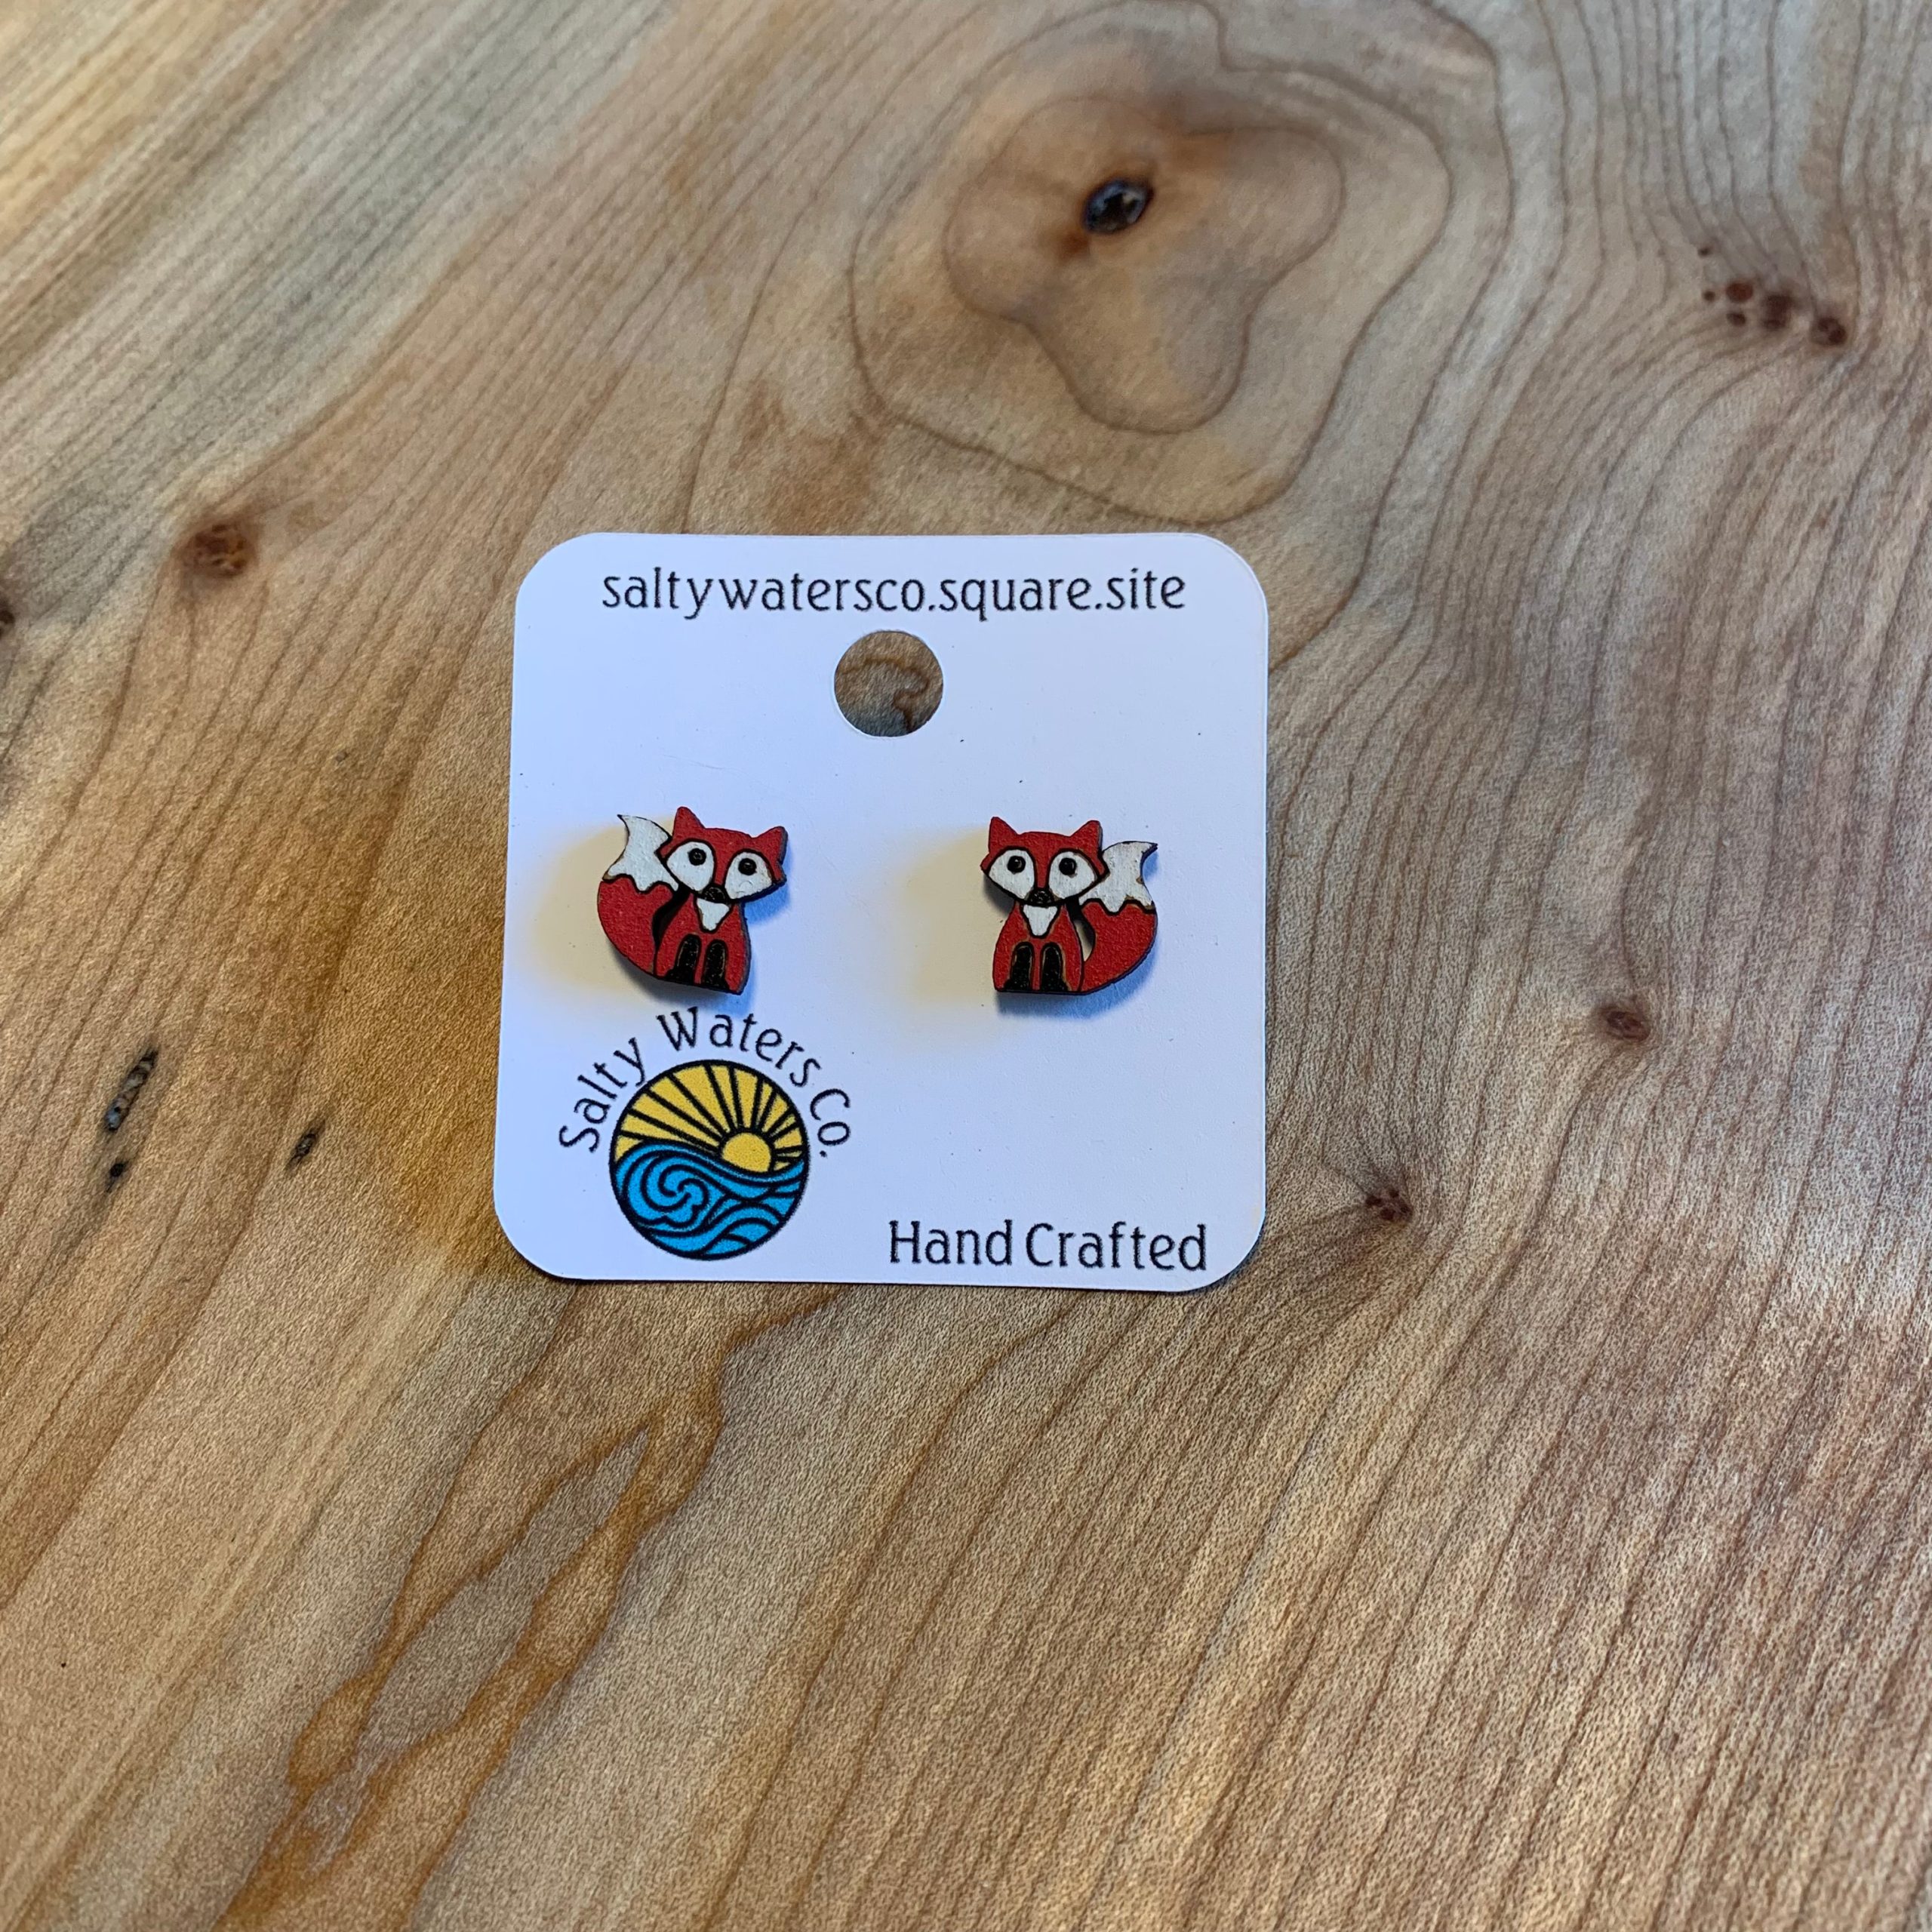 saltywatersco.square.site
Salty Waters Co.
Hand Crafted